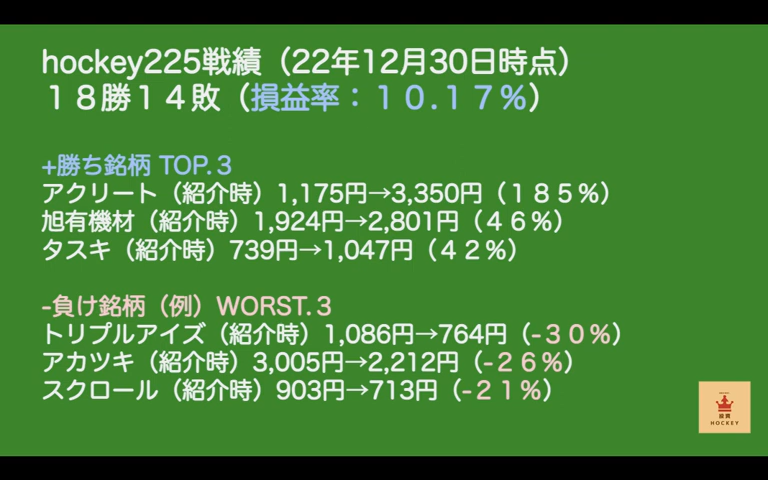 hockey225戦績（22年12月30日時点）
１８勝１４敗（損益率：１０.１７%）
+勝ち銘柄 TOP.３
アクリート（紹介時）1,175円→3,350円（１８５%）
旭有機材（紹介時）1,924円→2,801円（４６%）
タスキ（紹介時）739円→1,047円（４２%）
-負け銘柄（例）WORST.３
トリプルアイズ（紹介時）1,086円→764円（-３０%）
アカツキ（紹介時）3,005円→2,212円（-２６%）
スクロール（紹介時）903円→713円（-２１%）
投資
HOCKEY